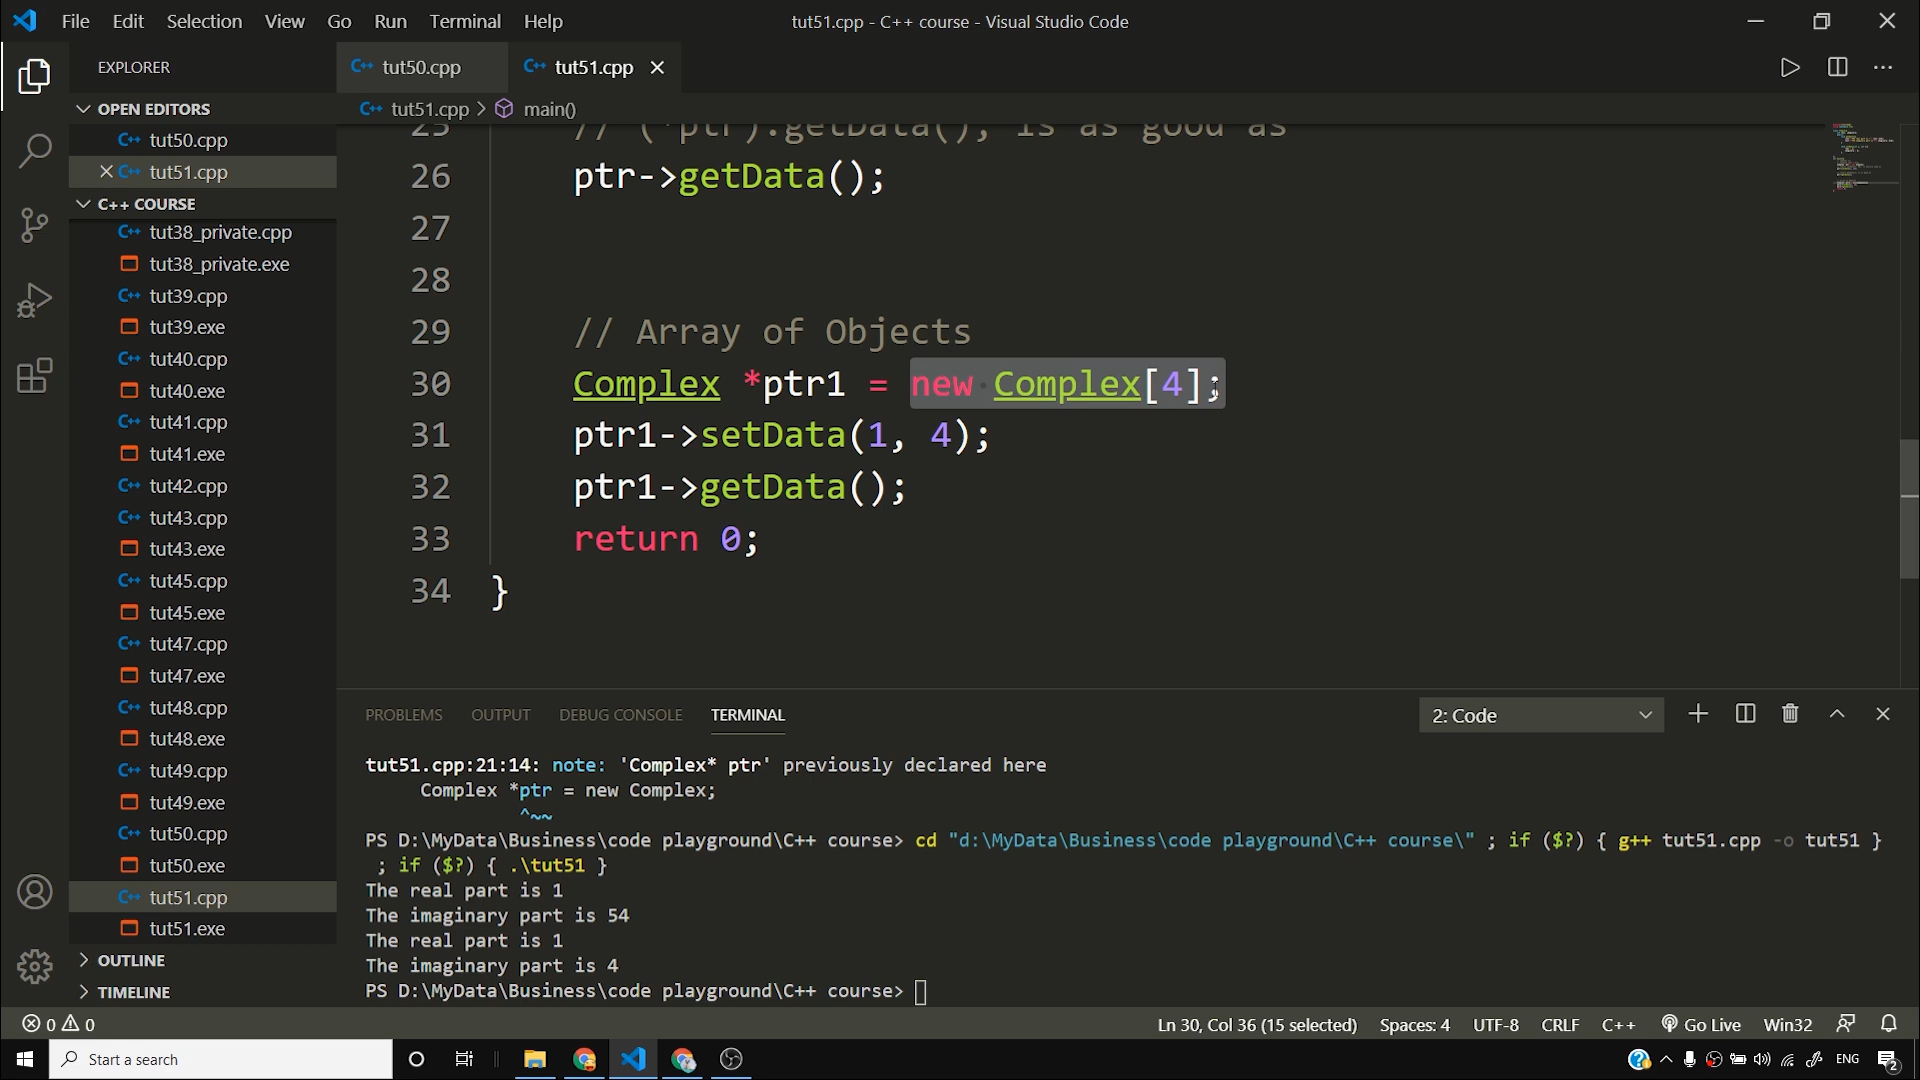 File Edit Selection View Go Run Terminal Help
tut51.cpp - C++ course - Visual Studio Code
EXPLORER
tut50.cpp
tut51.cpp
OPEN EDITORS
tut50.cpp
tut51.cpp
C++ COURSE
tut38_private.cpp
tut38_private.exe
tut39.cpp
tut39.exe
tut40.cpp
tut40.exe
tut41.cpp
tut41.exe
tut42.cpp
tut43.cpp
tut43.exe
tut45.cpp
tut45.exe
tut47.cpp
tut47.exe
tut48.cpp
tut48.exe
tut49.cpp
tut49.exe
tut50.cpp
tut50.exe
tut51.cpp
tut51.exe
OUTLINE
TIMELINE
tut51.cpp > main()
25 // (*ptr).getData(); is as good as
26 ptr->getData();
27
28
29 // Array of Objects
30 Complex *ptr1 = new Complex[4];
31 ptr1->setData(1, 4);
32 ptr1->getData();
33 return 0;
34 }
PROBLEMS OUTPUT DEBUG CONSOLE TERMINAL
2: Code
tut51.cpp:21:14: note: 'Complex* ptr' previously declared here
Complex *ptr = new Complex;
^~~
PS D:\MyData\Business\code playground\C++ course> cd "d:\MyData\Business\code playground\C++ course\" ; if ($?) { g++ tut51.cpp -o tut51 }
; if ($?) { .\tut51 }
The real part is 1
The imaginary part is 54
The real part is 1
The imaginary part is 4
PS D:\MyData\Business\code playground\C++ course>
0 0
Ln 30, Col 36 (15 selected) Spaces: 4 UTF-8 CRLF C++ Go Live Win32
Start a search
ENG
2